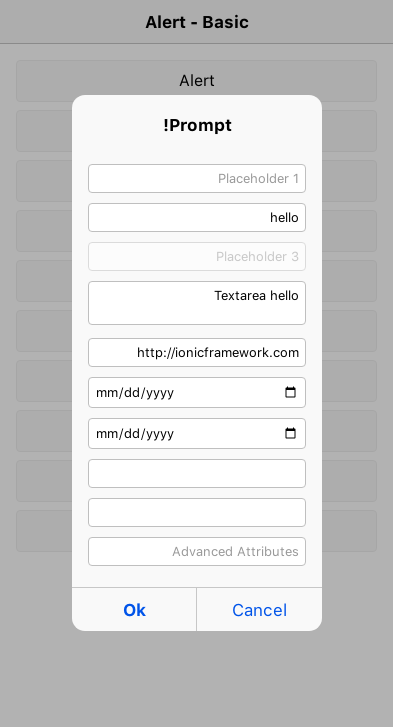 Alert - Basic
Alert
!Prompt
Placeholder 1
hello
Placeholder 3
Textarea hello
http://ionicframework.com
mm/dd/yyyy
mm/dd/yyyy
Advanced Attributes
Ok
Cancel